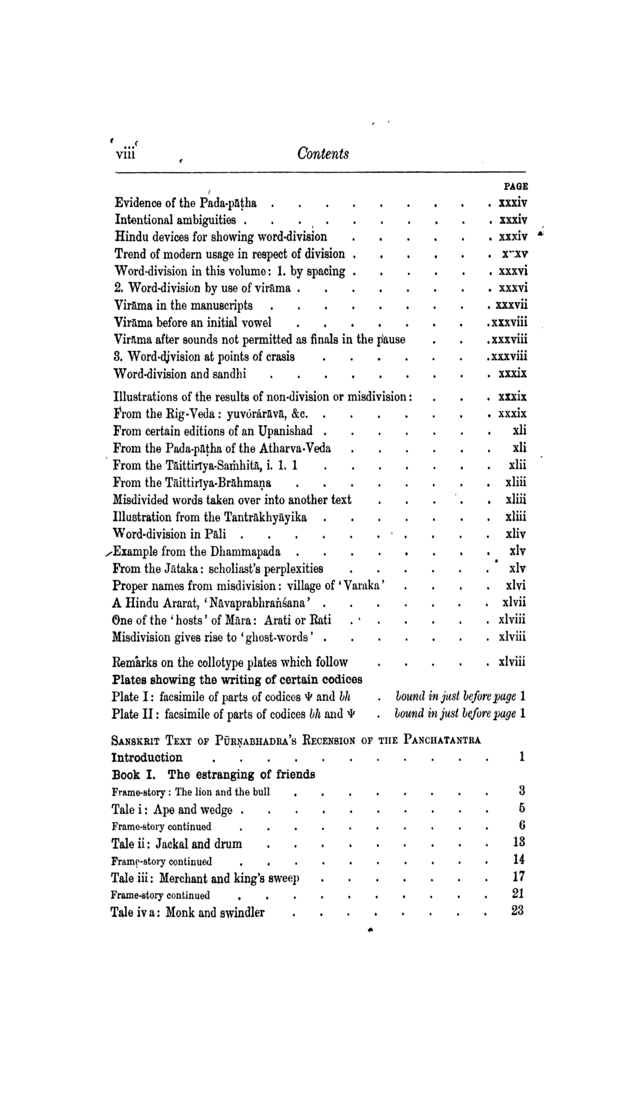 viii Contents
PAGE
Evidence of the Pada-pāṭha . . . . . . . . . xxxiv
Intentional ambiguities . . . . . . . . . . xxxiv
Hindu devices for showing word-division . . . . . . xxxiv
Trend of modern usage in respect of division . . . . . .
Word-division in this volume: 1. by spacing . . . . . . xxxvi
2. Word-division by use of virāma . . . . . . . . xxxvi
Virāma in the manuscripts . . . . . . . . . xxxvii
Virāma before an initial vowel . . . . . . . . xxxviii
Virāma after sounds not permitted as finals in the pause . . . xxxviii
3. Word-division at points of crasis . . . . . . . xxxviii
Word-division and sandhi . . . . . . . . . xxxix
Illustrations of the results of non-division or misdivision: . . . xxxix
From the Rig-Veda: yuvórárāvā, &c. . . . . . . . xxxix
From certain editions of an Upanishad . . . . . . . xli
From the Pada-pāṭha of the Atharva-Veda . . . . . . xli
From the Tāittirīya-Saṁhitā, i. 1. 1 . . . . . . . xlii
From the Tāittirīya-Brāhmaṇa . . . . . . . . xliii
Misdivided words taken over into another text . . . . . xliii
Illustration from the Tantrākhyāyika . . . . . . . xliii
Word-division in Pāli . . . . . . . . . . xliv
Example from the Dhammapada . . . . . . . . xlv
From the Jātaka: scholiast's perplexities . . . . . . xlv
Proper names from misdivision: village of 'Varaka' . . . . xlvi
A Hindu Ararat, 'Nāvaprabhraṅśana' . . . . . . . xlvii
One of the 'hosts' of Māra: Arati or Rati . . . . . . xlviii
Misdivision gives rise to 'ghost-words' . . . . . . . xlviii
Remarks on the collotype plates which follow . . . . . xlviii
Plates showing the writing of certain codices
Plate I: facsimile of parts of codices Ψ and bh . bound in just before page 1
Plate II: facsimile of parts of codices bh and Ψ . bound in just before page 1
Sanskrit Text of Pūrṇabhadra's Recension of the Panchatantra
Introduction . . . . . . . . . . . 1
Book I. The estranging of friends
Frame-story: The lion and the bull . . . . . . . . 3
Tale i: Ape and wedge . . . . . . . . . . 5
Frame-story continued . . . . . . . . . . 6
Tale ii: Jackal and drum . . . . . . . . . 13
Frame-story continued . . . . . . . . . . 14
Tale iii: Merchant and king's sweep . . . . . . . 17
Frame-story continued . . . . . . . . . . 21
Tale iv a: Monk and swindler . . . . . . . . 23